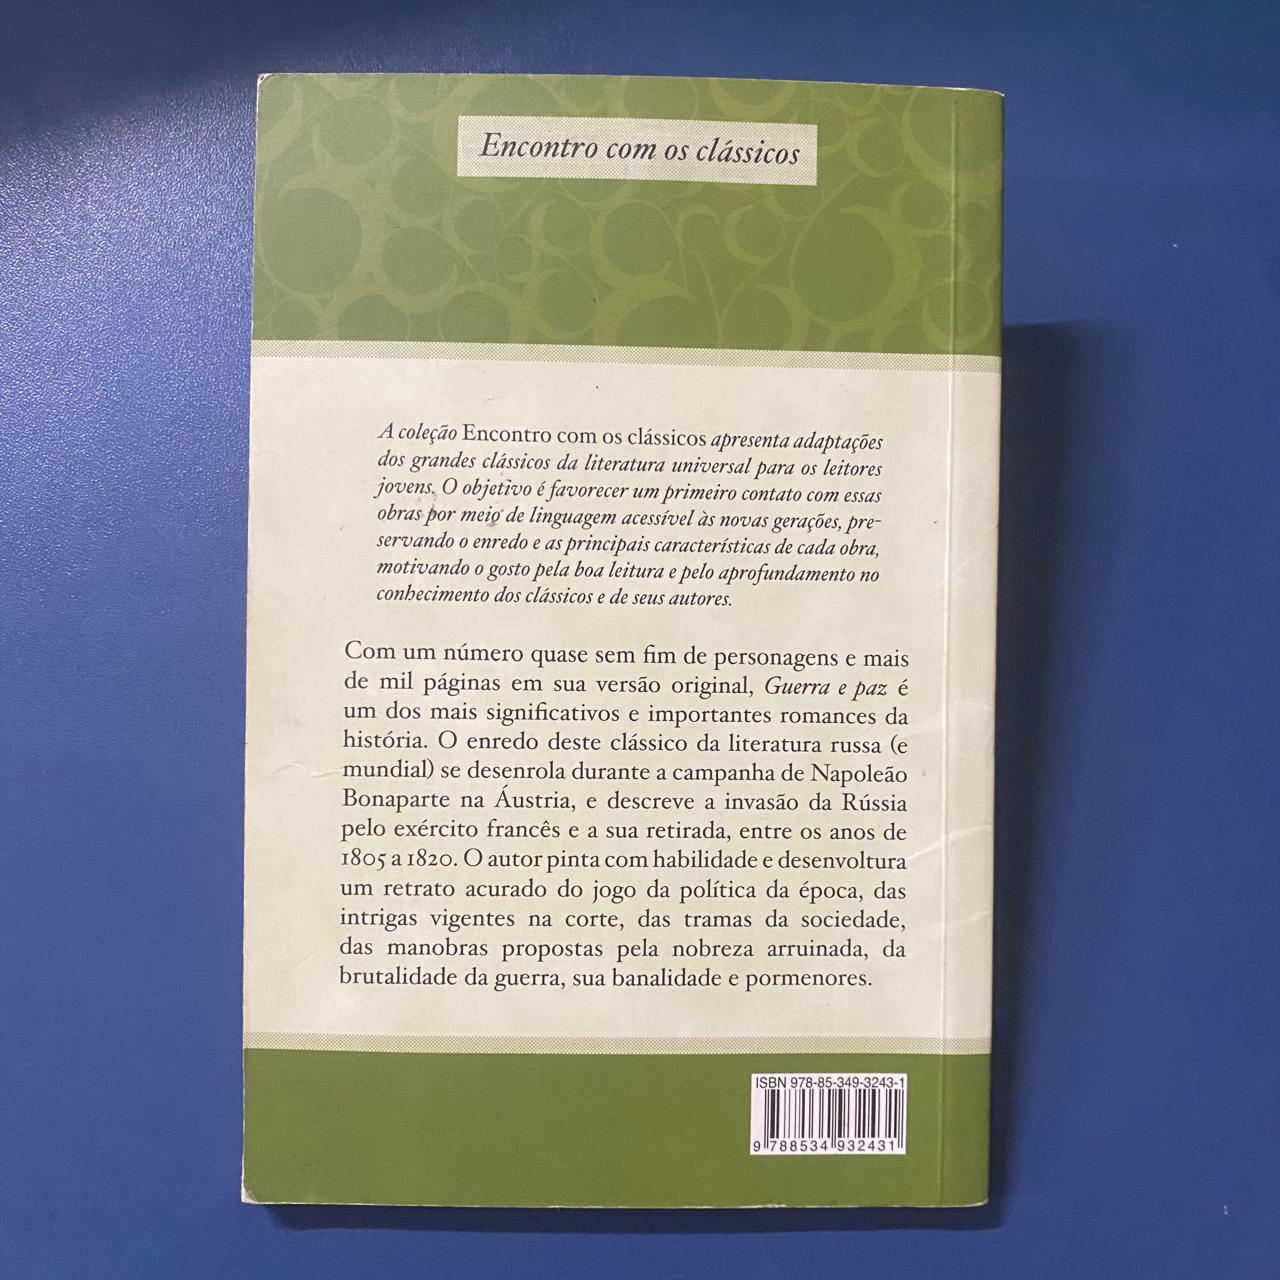 Encontro com os clássicos
A coleção Encontro com os clássicos apresenta adaptações
dos grandes clássicos da literatura universal para os leitores
jovens. O objetivo é favorecer um primeiro contato com essas
obras por meio de linguagem acessível às novas gerações, pre-
servando o enredo e as principais características de cada obra,
motivando o gosto pela boa leitura e pelo aprofundamento no
conhecimento dos clássicos e de seus autores.
Com um número quase sem fim de personagens e mais
de mil páginas em sua versão original, Guerra e paz é
um dos mais significativos e importantes romances da
história. O enredo deste clássico da literatura russa (e
mundial) se desenrola durante a campanha de Napoleão
Bonaparte na Áustria, e descreve a invasão da Rússia
pelo exército francês e a sua retirada, entre os anos de
1805 a 1820. O autor pinta com habilidade e desenvoltura
um retrato acurado do jogo da política da época, das
intrigas vigentes na corte, das tramas da sociedade,
das manobras propostas pela nobreza arruinada, da
brutalidade da guerra, sua banalidade e pormenores.
ISBN 978-85-349-3243-1
9 788534 932431